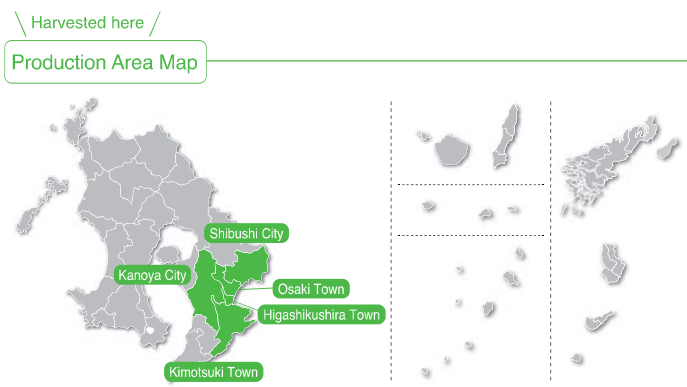 Harvested here
Production Area Map
Shibushi City
Kanoya City
Osaki Town
Higashikushira Town
Kimotsuki Town